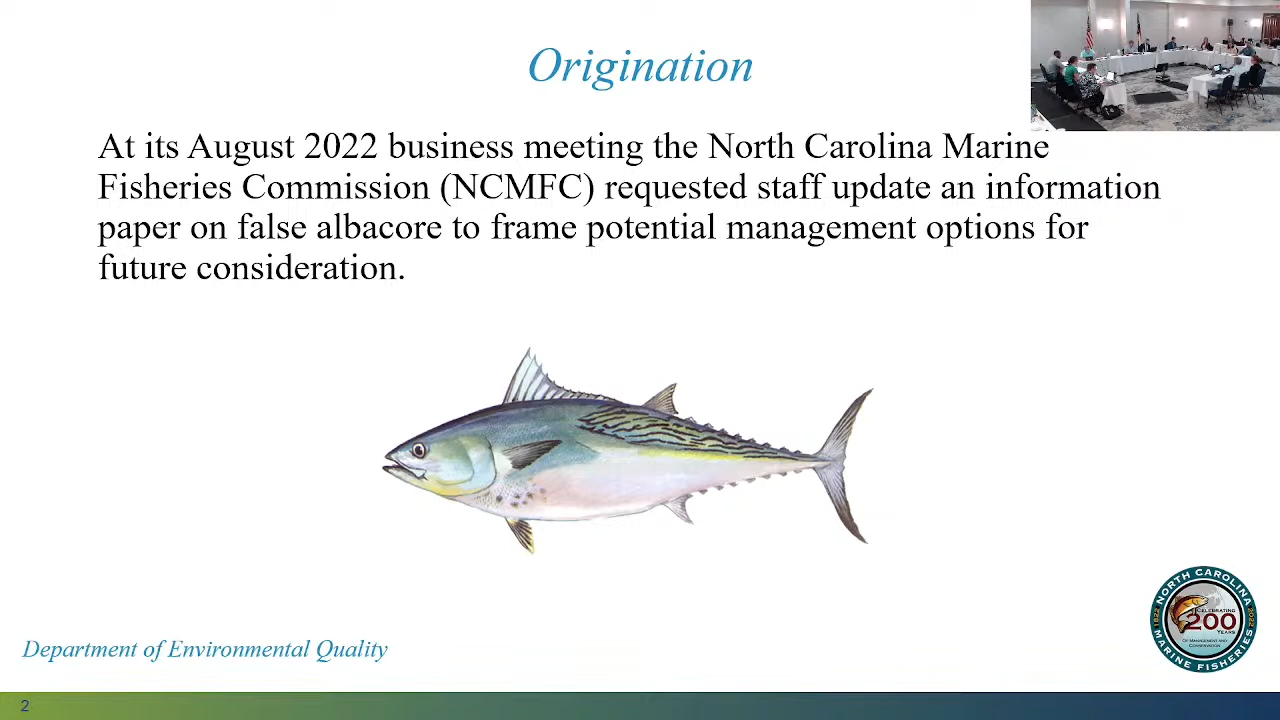 Origination
At its August 2022 business meeting the North Carolina Marine
Fisheries Commission (NCMFC) requested staff update an information
paper on false albacore to frame potential management options for
future consideration.
NORTH CAROLINA
1822
CELEBRATING
200
YEARS
OF MANAGEMENT AND
CONSERVATION
2022
MARINE FISHERIES
Department of Environmental Quality
2